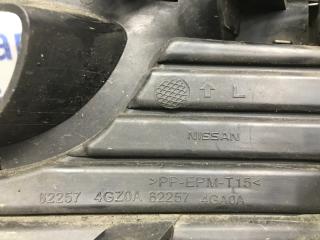 ↑ L
NISSAN
>PP-EPM-T15<
62257 4GZ0A 62257 4GA0A